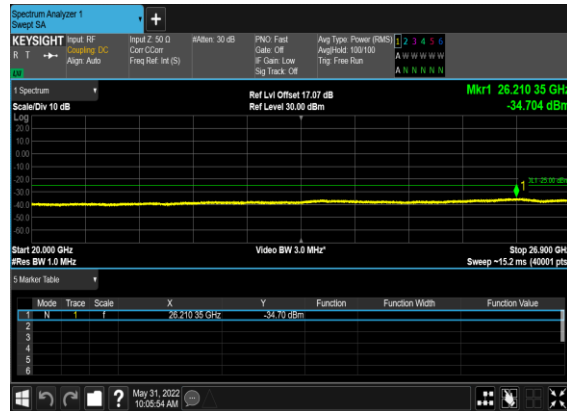 Spectrum Analyzer 1
Swept SA
+
KEYSIGHT
R T
LV
Input: RF
Coupling: DC
Align: Auto
Input Z: 50 Ω
Corr CCorr
Freq Ref: Int (S)
#Atten: 30 dB
PNO: Fast
Gate: Off
IF Gain: Low
Sig Track: Off
Avg Type: Power (RMS)
Avg|Hold: 100/100
Trig: Free Run
1 2 3 4 5 6
A W W W W W
A N N N N N
1 Spectrum
Scale/Div 10 dB
Ref Lvl Offset 17.07 dB
Ref Level 30.00 dBm
Mkr1 26.210 35 GHz
-34.704 dBm
Log
20.0
10.0
0.00
-10.0
-20.0
-30.0
-40.0
-50.0
-60.0
1
DL1 -25.00 dBm
Start 20.000 GHz
#Res BW 1.0 MHz
Video BW 3.0 MHz*
Stop 26.900 GHz
Sweep ~15.2 ms (40001 pts)
5 Marker Table
Mode Trace Scale X Y Function Function Width Function Value
1 N 1 f 26.210 35 GHz -34.70 dBm
2
3
4
5
6
?
May 31, 2022
10:05:54 AM